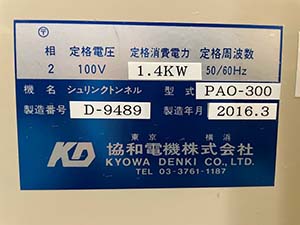 〒 相 定格電圧 定格消費電力 定格周波数
2 100V 1.4KW 50/60Hz
機名 シュリンクトンネル 型式 PAO-300
製造番号 D-9489 製造年月 2016.3
東京 横浜
KD 協和電機株式会社
KYOWA DENKI CO., LTD.
TEL 03-3761-1187